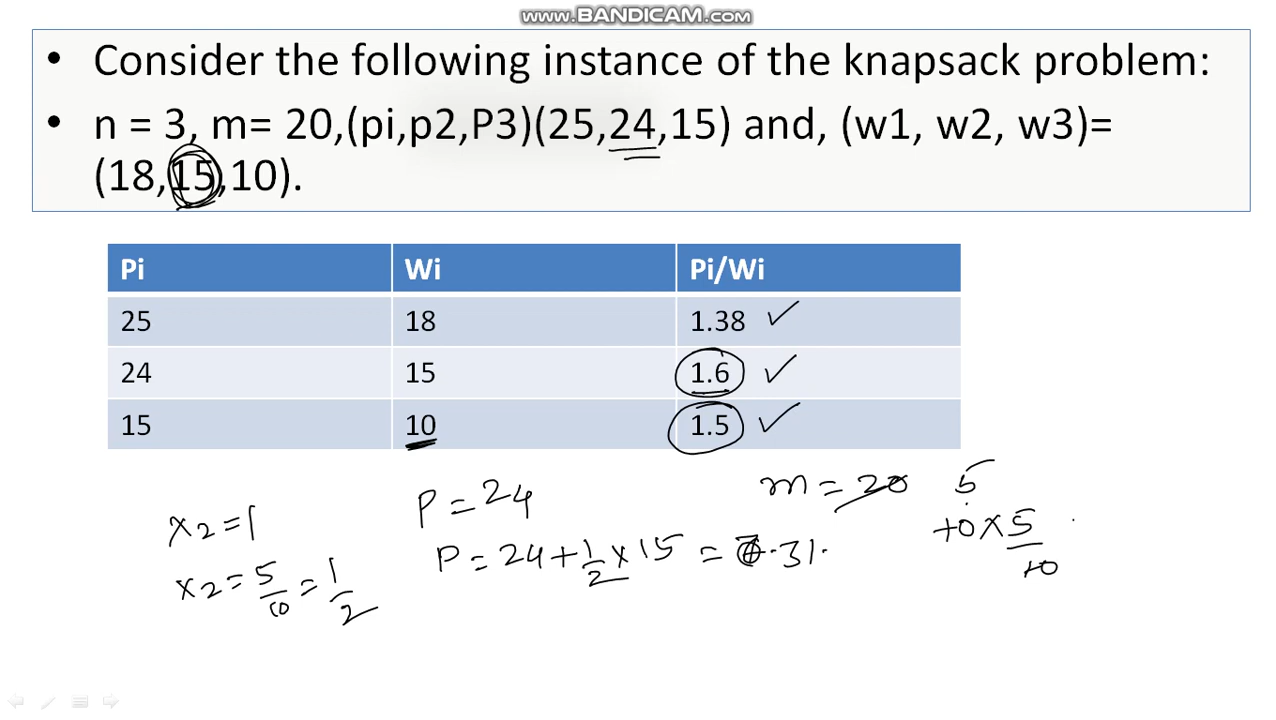 www.BANDICAM.com
• Consider the following instance of the knapsack problem:
• n = 3, m= 20,(pi,p2,P3)(25,24,15) and, (w1, w2, w3)=
(18,15,10).
Pi Wi Pi/Wi
25 18 1.38 ✓
24 15 1.6 ✓
15 10 1.5 ✓
x2 = 1 P = 24 m = 20 5
x2 = 5/10 = 1/2 P = 24 + 1/2 × 15 = 31. 10 × 5/10